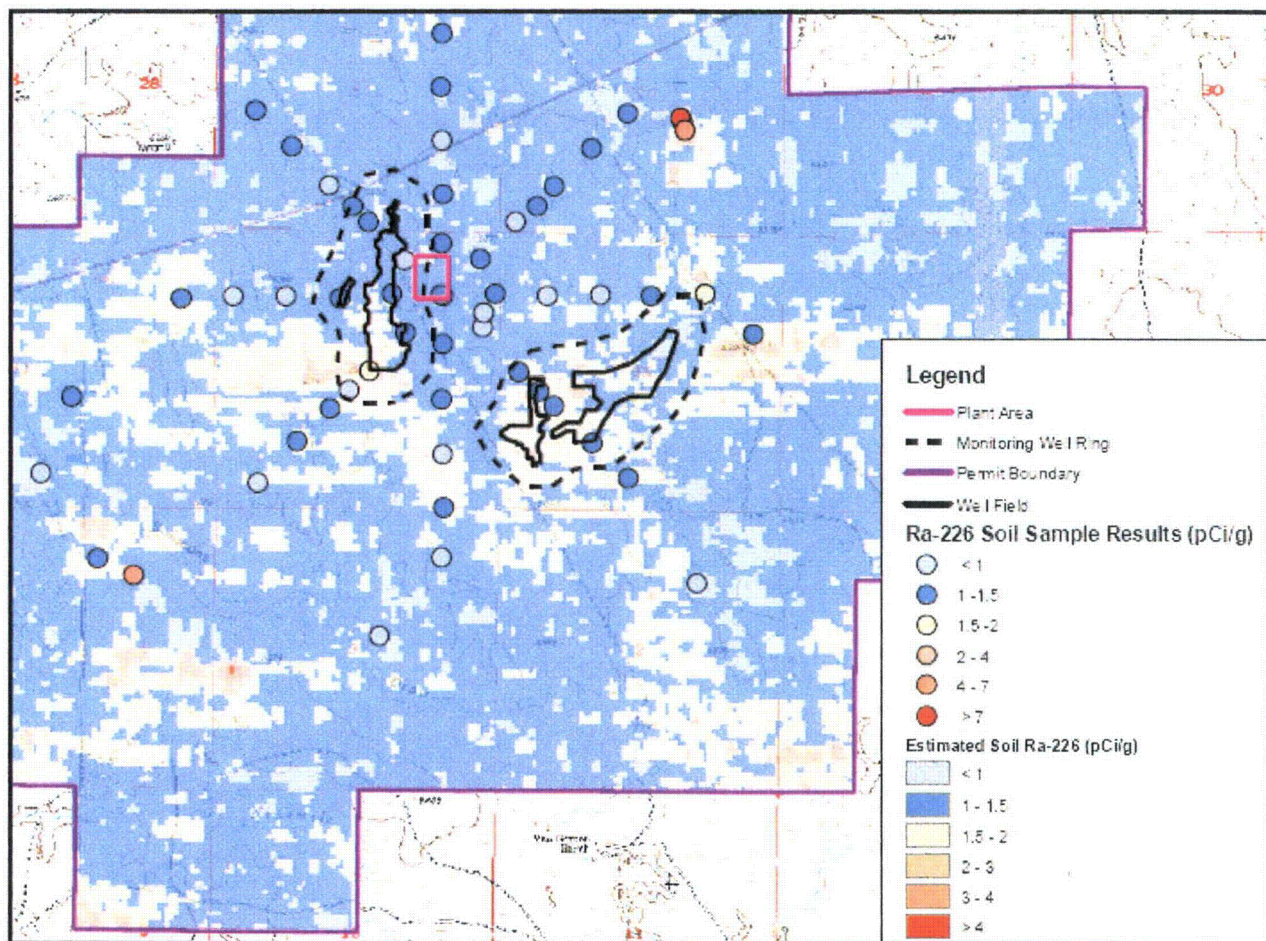 28
30
Legend
Plant Area
Monitoring Well Ring
Permit Boundary
Well Field
Ra-226 Soil Sample Results (pCi/g)
< 1
1 -1.5
1.5 -2
2 - 4
4 - 7
> 7
Estimated Soil Ra-226 (pCi/g)
< 1
1 - 1.5
1.5 - 2
2 - 3
3 - 4
> 4